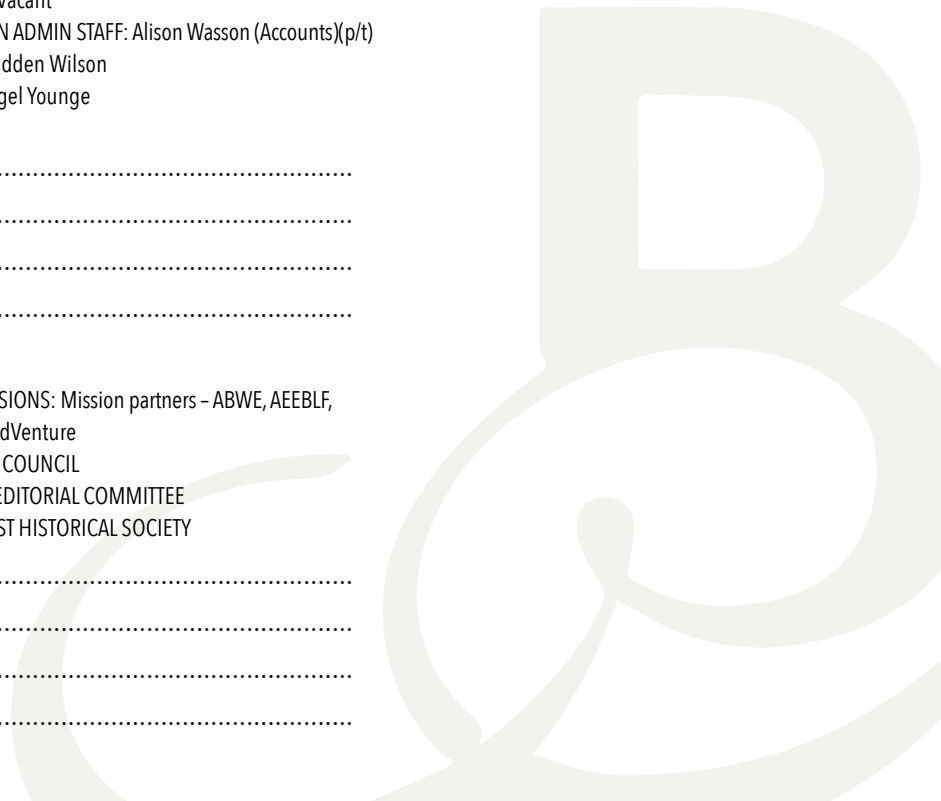 vacant
N ADMIN STAFF: Alison Wasson (Accounts)(p/t)
dden Wilson
gel Younge
......................................................
......................................................
......................................................
......................................................
SIONS: Mission partners – ABWE, AEEBLF,
dVenture
COUNCIL
EDITORIAL COMMITTEE
ST HISTORICAL SOCIETY
......................................................
......................................................
......................................................
......................................................